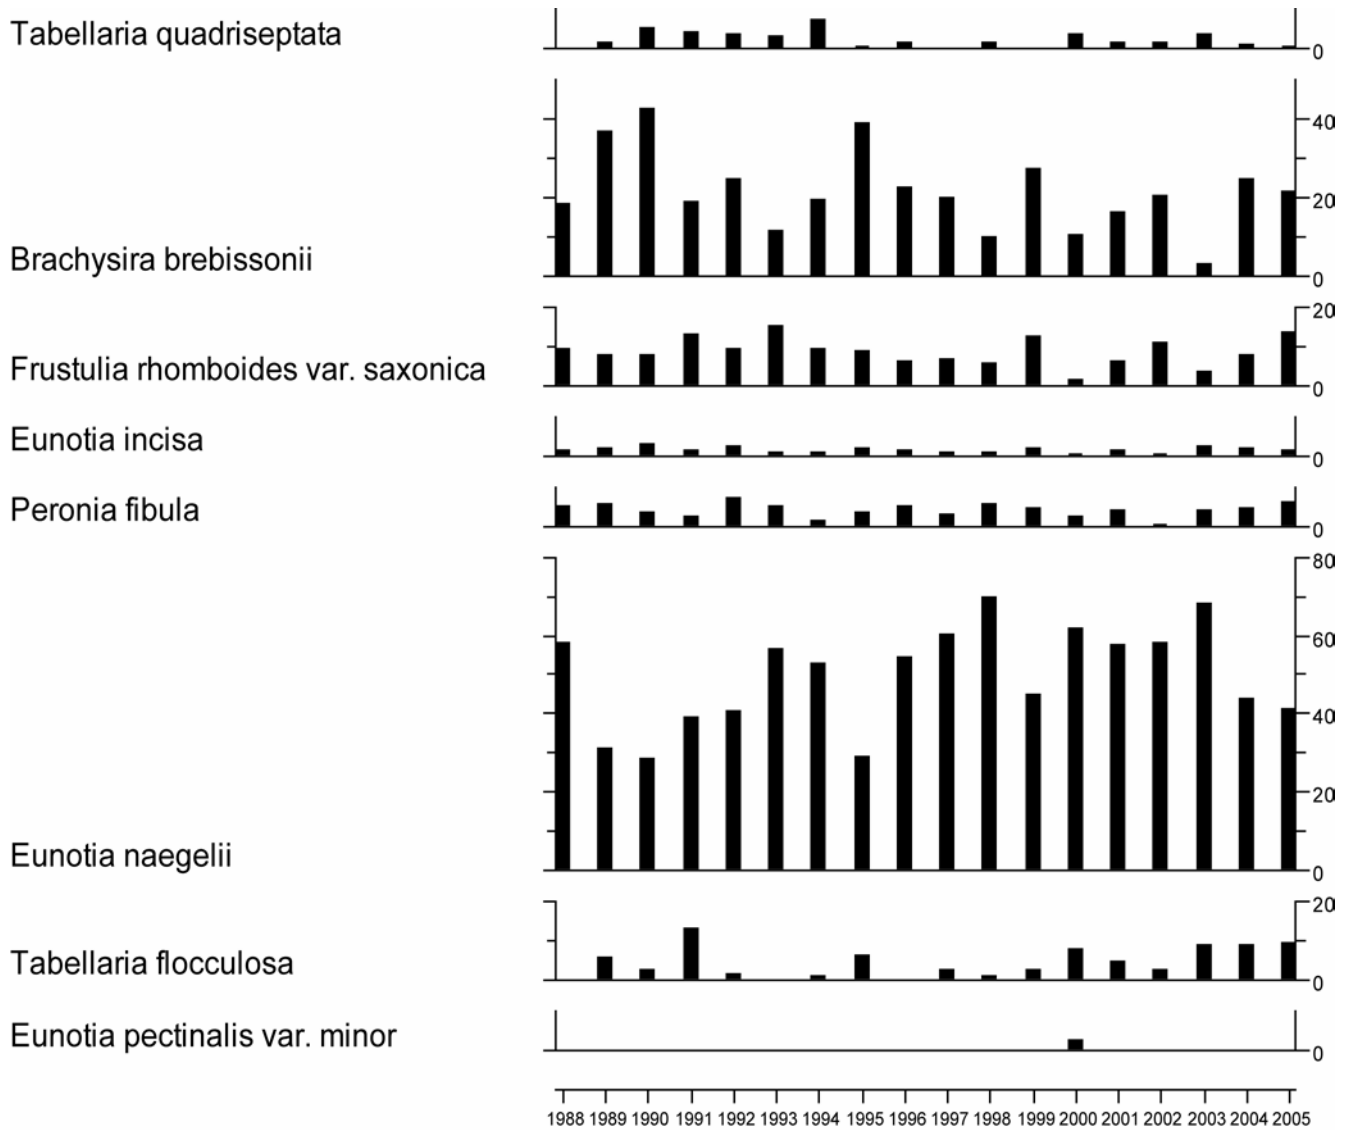 Tabellaria quadriseptata
0
40
20
Brachysira brebissonii
0
20
Frustulia rhomboides var. saxonica
0
Eunotia incisa
0
Peronia fibula
0
80
60
40
20
Eunotia naegelii
0
20
Tabellaria flocculosa
0
Eunotia pectinalis var. minor
0
1988 1989 1990 1991 1992 1993 1994 1995 1996 1997 1998 1999 2000 2001 2002 2003 2004 2005